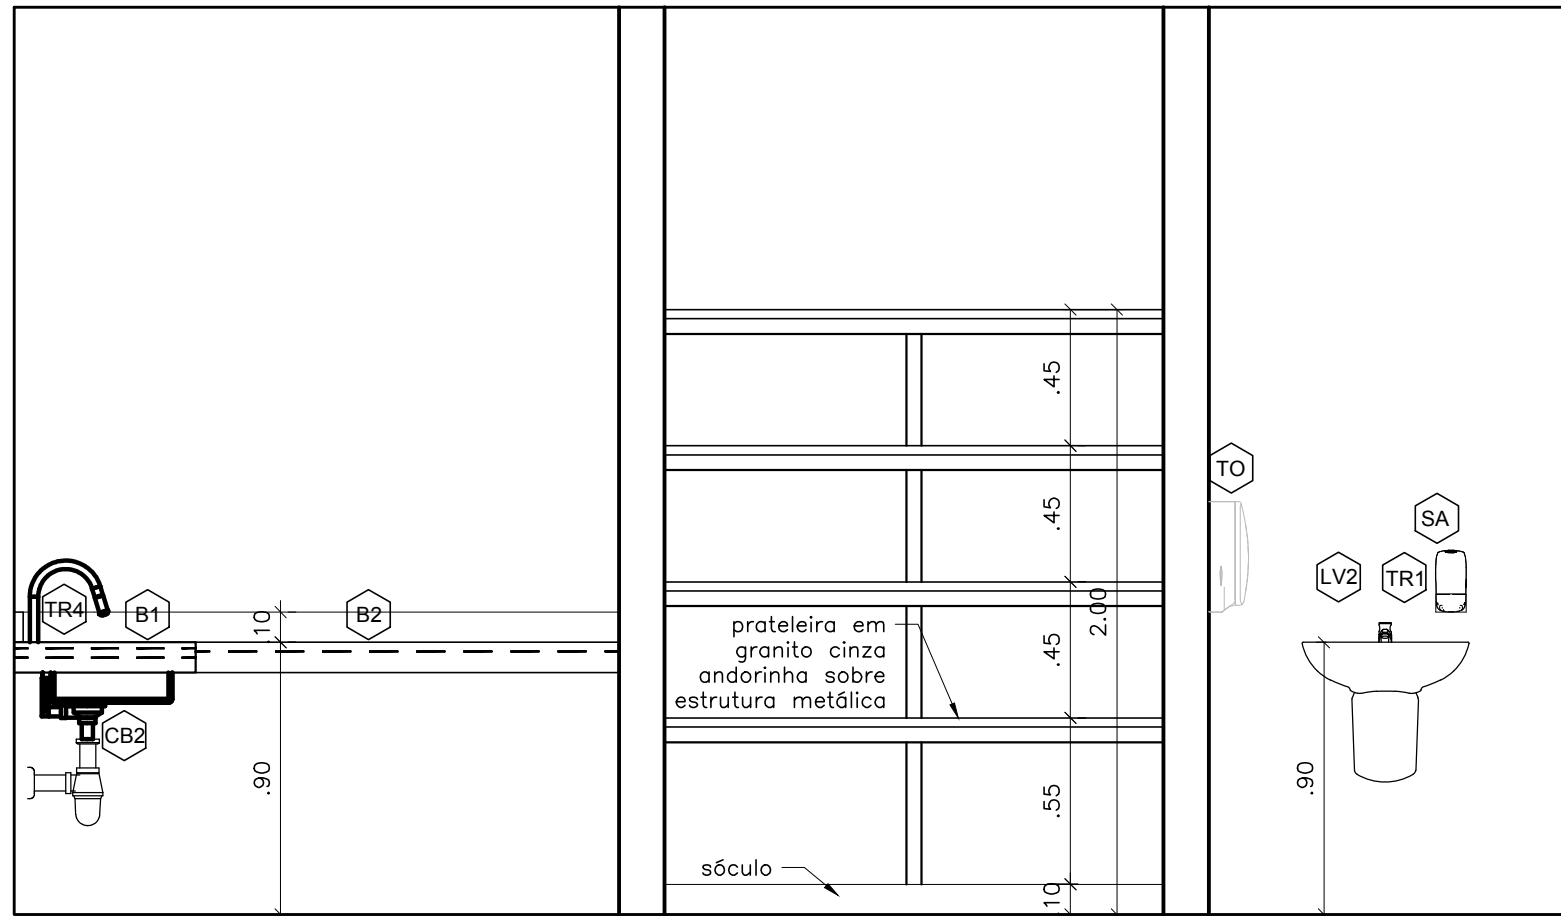 TR4
B1
B2
.10
.90
CB2
.45
.45
.45
.55
.10
2.00
prateleira em
granito cinza
andorinha sobre
estrutura metálica
sóculo
TO
SA
LV2
TR1
.90